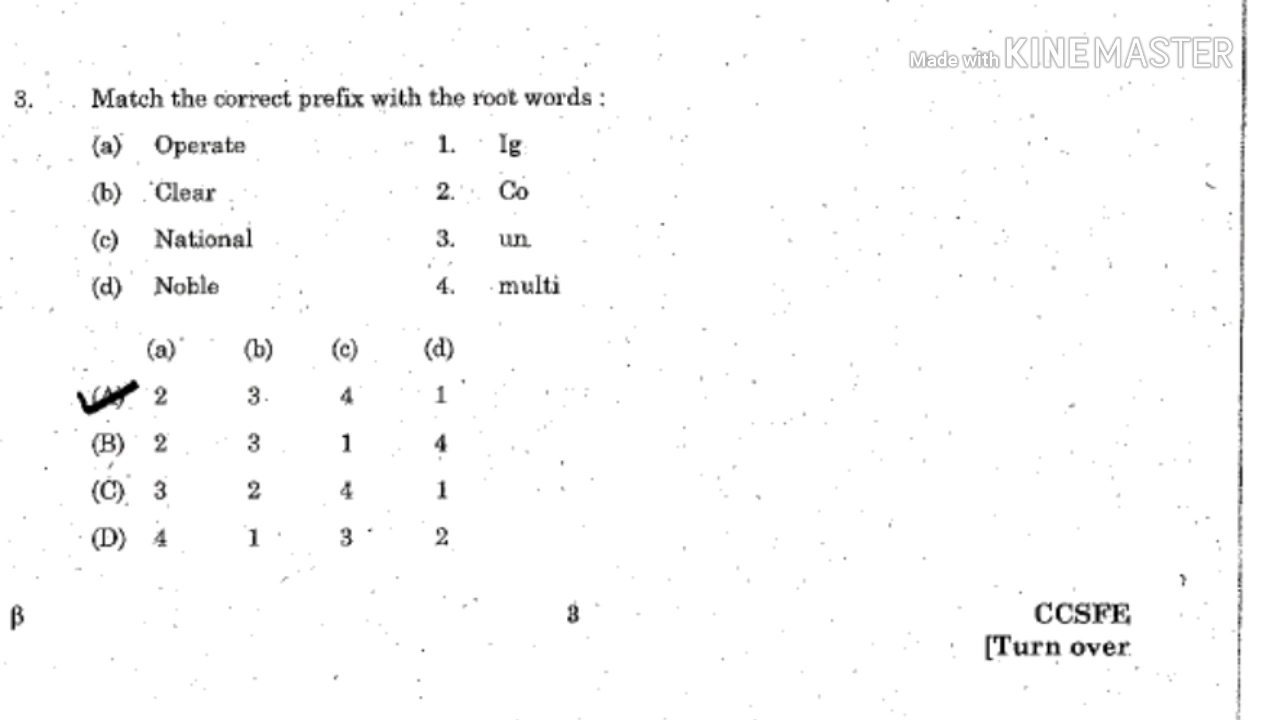 Made with KINEMASTER
3. Match the correct prefix with the root words :
(a) Operate 1. Ig
(b) Clear 2. Co
(c) National 3. un
(d) Noble 4. multi
(a) (b) (c) (d)
(A) 2 3 4 1
(B) 2 3 1 4
(C) 3 2 4 1
(D) 4 1 3 2
β 3 CCSFE
[Turn over